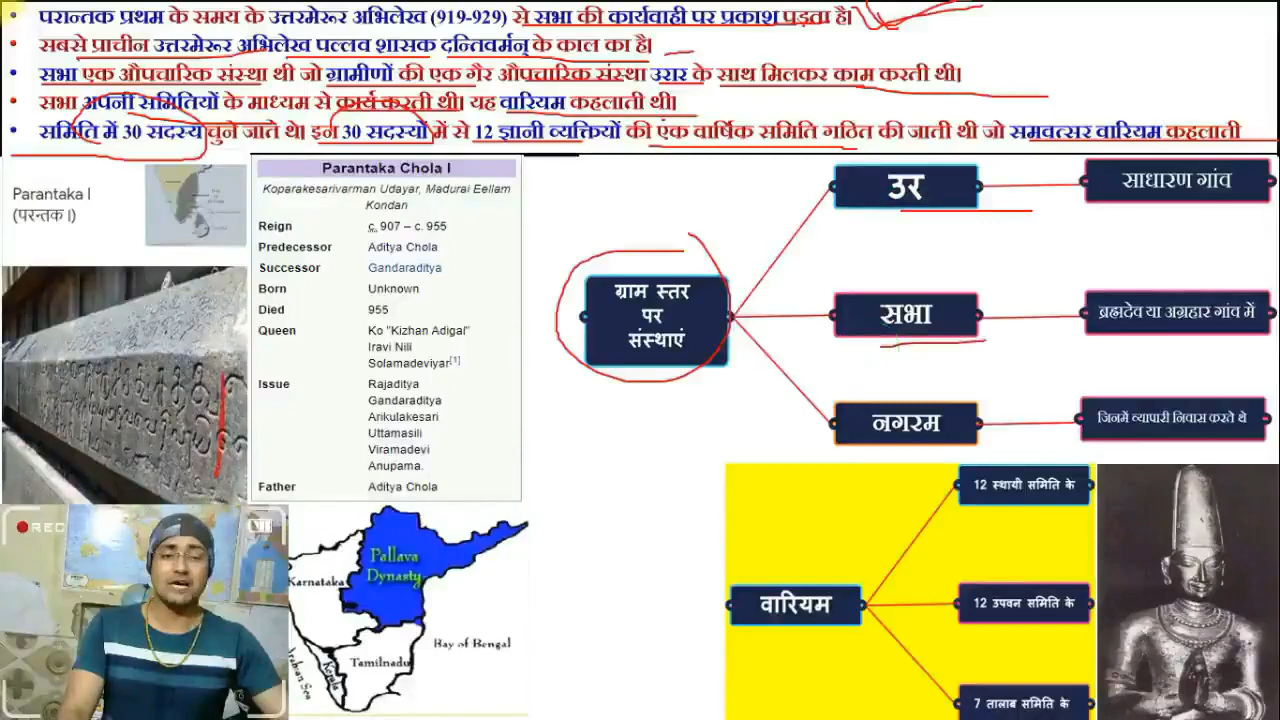 परान्तक प्रथम के समय के उत्तरमेरूर अभिलेख (919-929) से सभा की कार्यवाही पर प्रकाश पड़ता है।
सबसे प्राचीन उत्तरमेरूर अभिलेख पल्लव शासक दन्तिवर्मन् के काल का है।
सभा एक औपचारिक संस्था थी जो ग्रामीणों की एक गैर औपचारिक संस्था उरार के साथ मिलकर काम करती थी।
सभा अपनी समितियों के माध्यम से कार्य करती थी। यह वारियम कहलाती थी।
समिति में 30 सदस्य चुने जाते थे। इन 30 सदस्यों में से 12 ज्ञानी व्यक्तियों की एक वार्षिक समिति गठित की जाती थी जो समवत्सर वारियम कहलाती
Parantaka I
(परन्तक I)
Parantaka Chola I
Koparakesarivarman Udayar, Madurai Eellam
Kondan
Reign c. 907 – c. 955
Predecessor Aditya Chola
Successor Gandaraditya
Born Unknown
Died 955
Queen Ko "Kizhan Adigal"
Iravi Nili
Solamadeviyar[1]
Issue Rajaditya
Gandaraditya
Arikulakesari
Uttamasili
Viramadevi
Anupama.
Father Aditya Chola
ग्राम स्तर
पर
संस्थाएं
उर
साधारण गांव
सभा
ब्रह्मदेव या अग्रहार गांव में
नगरम
जिनमें व्यापारी निवास करते थे
वारियम
12 स्थायी समिति के
12 उपवन समिति के
7 तालाब समिति के
REC
Pallava
Dynasty
Karnataka
Bay of Bengal
Tamilnadu
Kerala
Sea